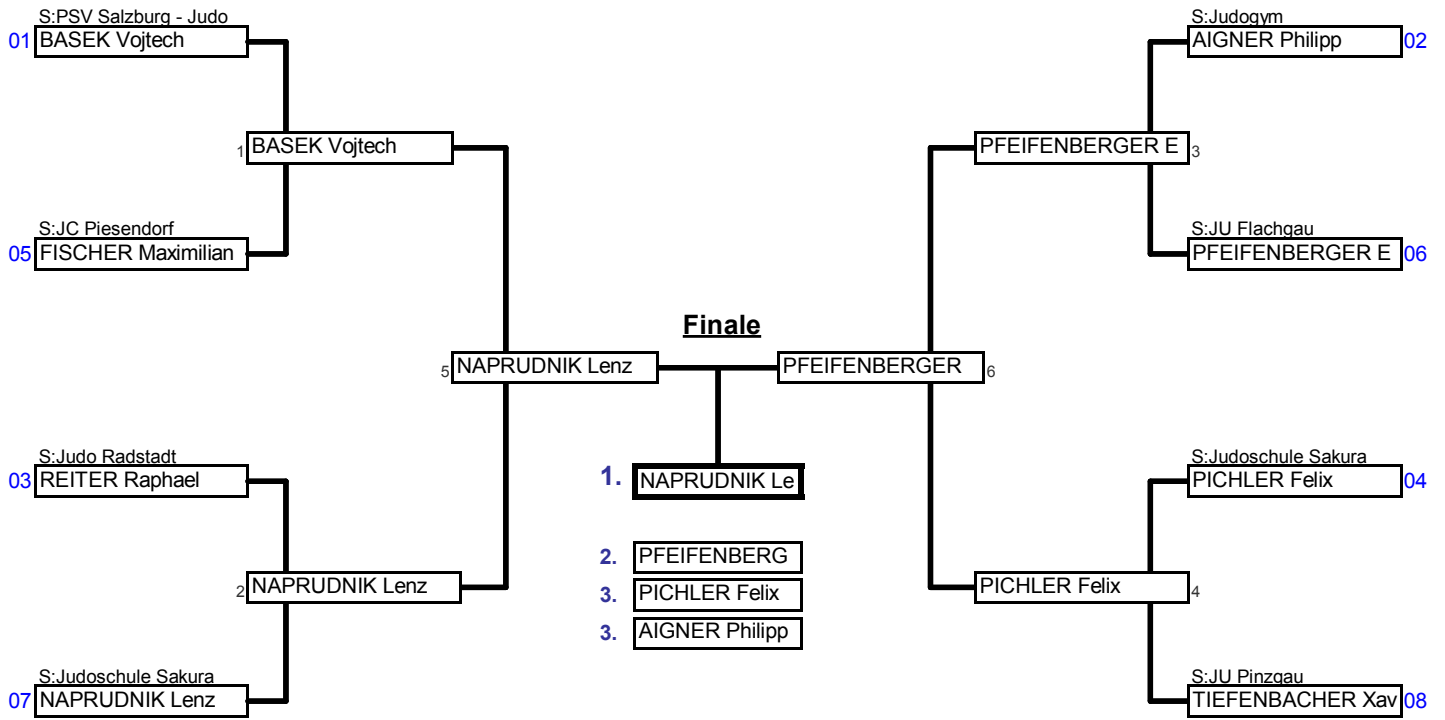 S:PSV Salzburg - Judo
01 BASEK Vojtech
1 BASEK Vojtech
S:JC Piesendorf
05 FISCHER Maximilian
5 NAPRUDNIK Lenz
S:Judo Radstadt
03 REITER Raphael
2 NAPRUDNIK Lenz
S:Judoschule Sakura
07 NAPRUDNIK Lenz
Finale
1. NAPRUDNIK Le
2. PFEIFENBERG
3. PICHLER Felix
3. AIGNER Philipp
S:Judogym
AIGNER Philipp 02
PFEIFENBERGER E 3
S:JU Flachgau
PFEIFENBERGER E 06
PFEIFENBERGER 6
S:Judoschule Sakura
PICHLER Felix 04
PICHLER Felix 4
S:JU Pinzgau
TIEFENBACHER Xav 08